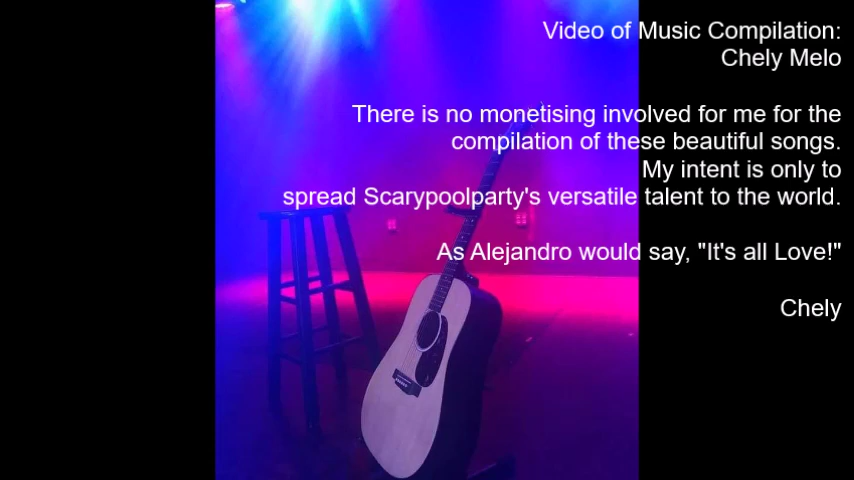 Video of Music Compilation:
Chely Melo
There is no monetising involved for me for the
compilation of these beautiful songs.
My intent is only to
spread Scarypoolparty's versatile talent to the world.
As Alejandro would say, "It's all Love!"
Chely